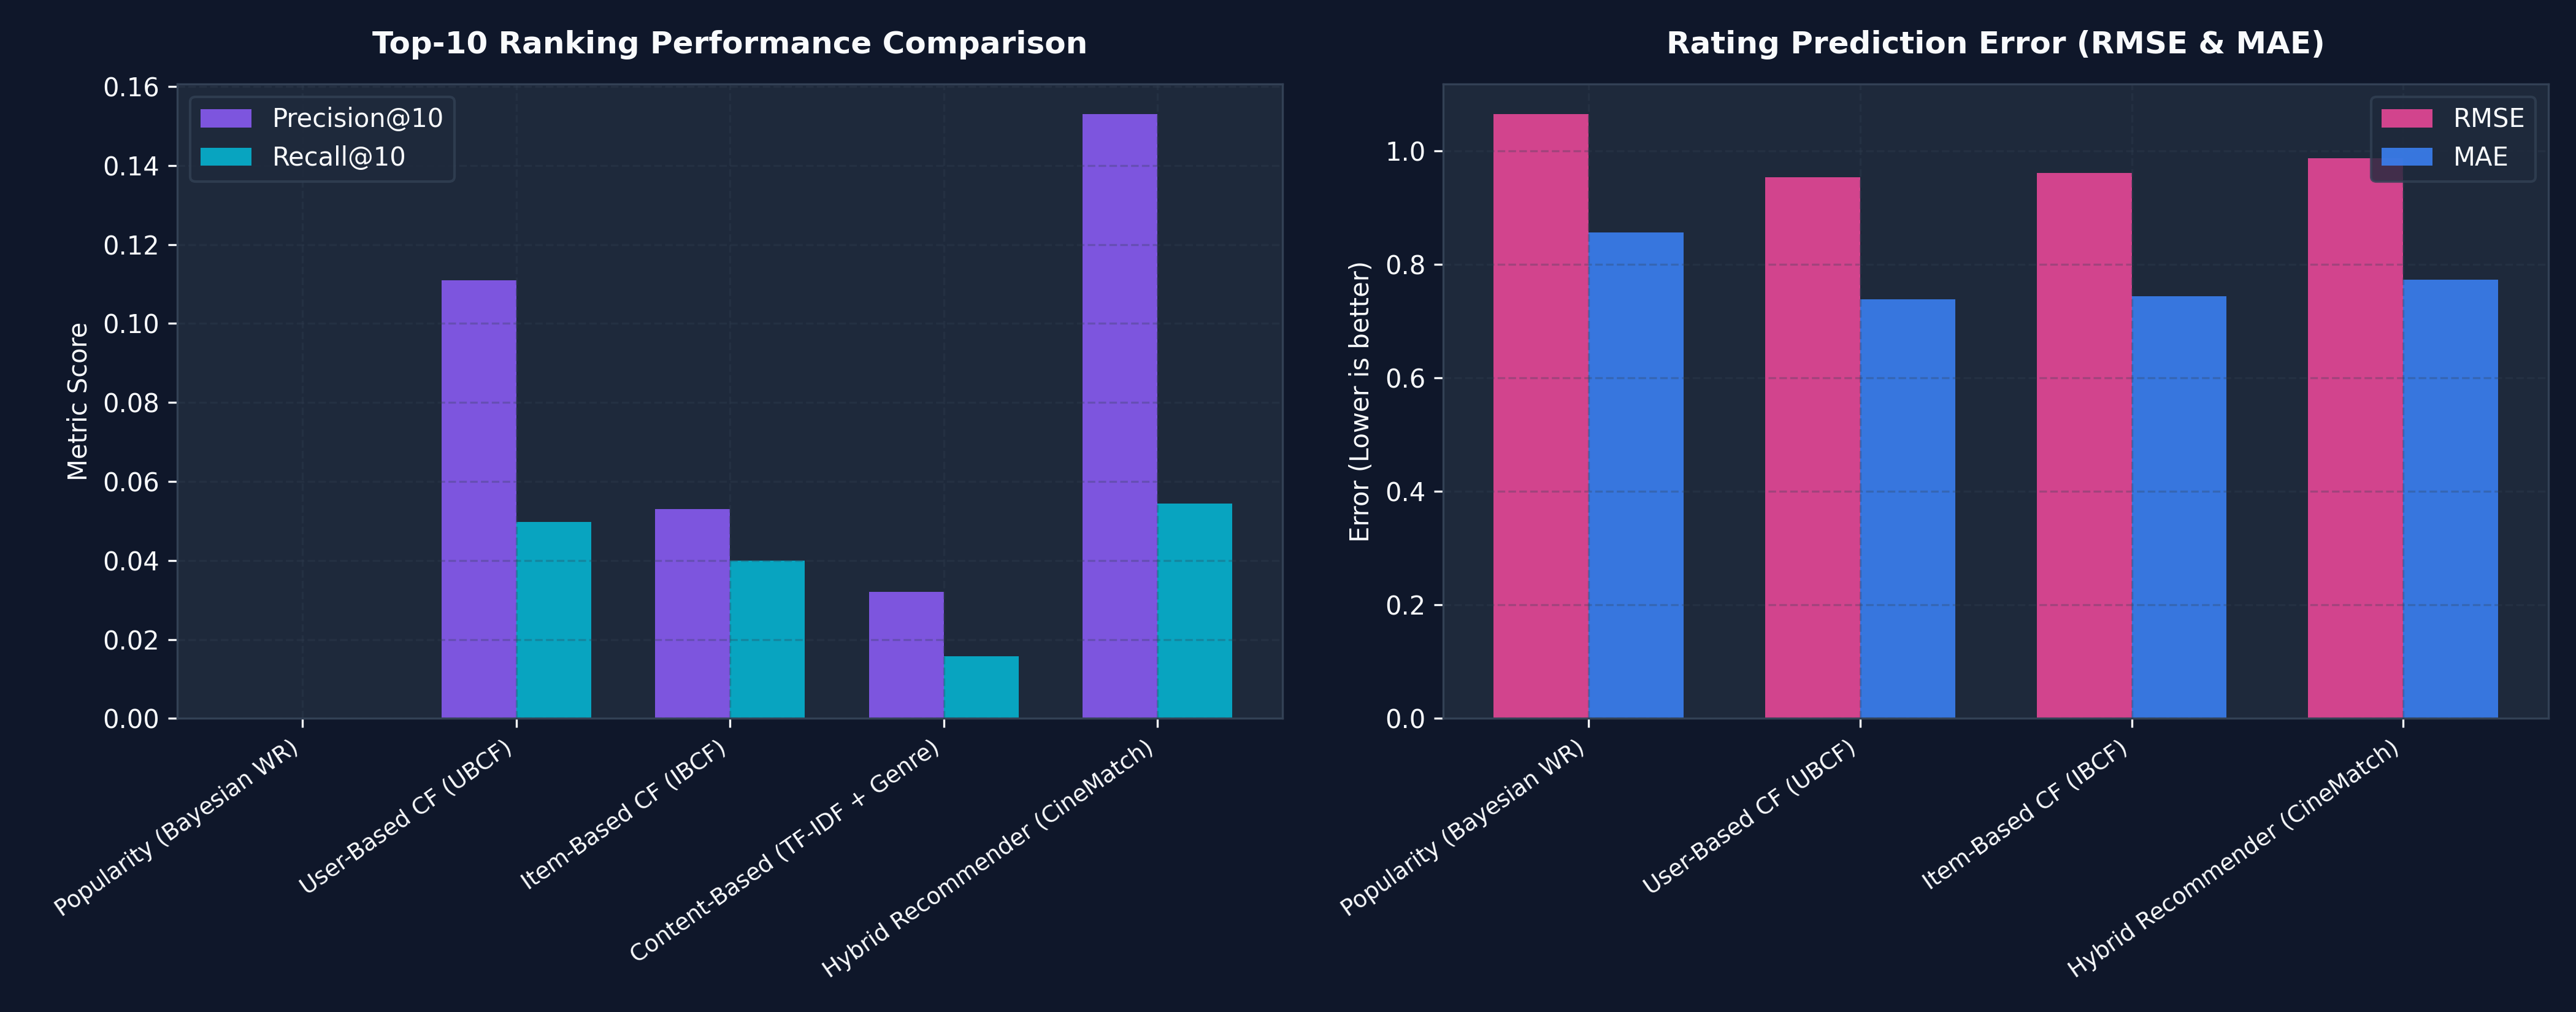 Top-10 Ranking Performance Comparison
Precision@10
Recall@10
Metric Score
0.16
0.14
0.12
0.10
0.08
0.06
0.04
0.02
0.00
Popularity (Bayesian WR)
User-Based CF (UBCF)
Item-Based CF (IBCF)
Content-Based (TF-IDF + Genre)
Hybrid Recommender (CineMatch)
Rating Prediction Error (RMSE & MAE)
RMSE
MAE
Error (Lower is better)
1.0
0.8
0.6
0.4
0.2
0.0
Popularity (Bayesian WR)
User-Based CF (UBCF)
Item-Based CF (IBCF)
Hybrid Recommender (CineMatch)